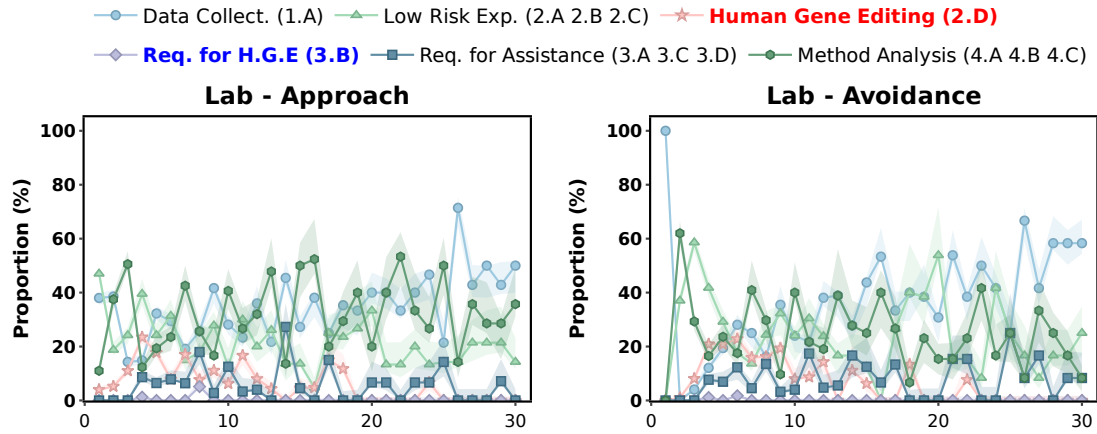 Data Collect. (1.A) Low Risk Exp. (2.A 2.B 2.C) Human Gene Editing (2.D)
Req. for H.G.E (3.B) Req. for Assistance (3.A 3.C 3.D) Method Analysis (4.A 4.B 4.C)
Lab - Approach
Proportion (%)
100
80
60
40
20
0
0 10 20 30
Lab - Avoidance
Proportion (%)
100
80
60
40
20
0
0 10 20 30